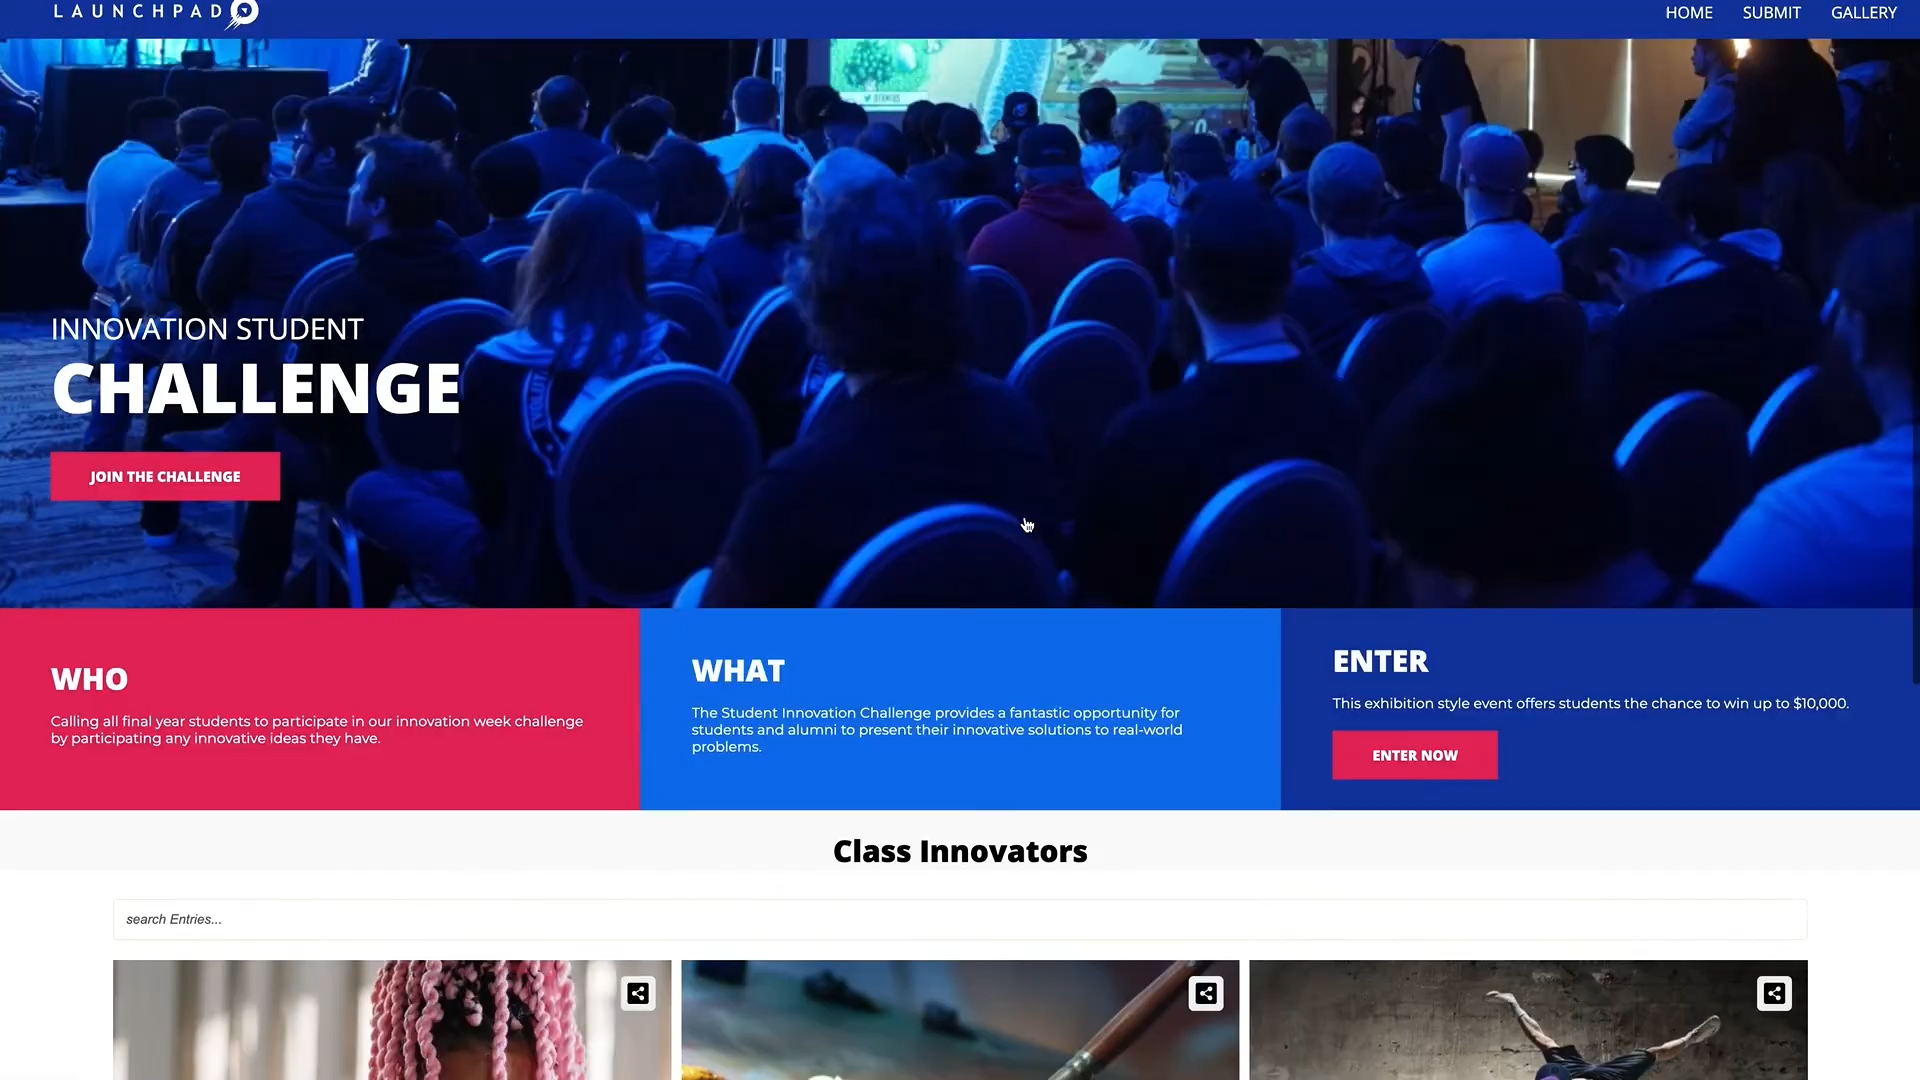 LAUNCHPAD
HOME SUBMIT GALLERY
INNOVATION STUDENT
CHALLENGE
JOIN THE CHALLENGE
WHO
Calling all final year students to participate in our innovation week challenge
by participating any innovative ideas they have.
WHAT
The Student Innovation Challenge provides a fantastic opportunity for
students and alumni to present their innovative solutions to real-world
problems.
ENTER
This exhibition style event offers students the chance to win up to $10,000.
ENTER NOW
Class Innovators
search Entries...